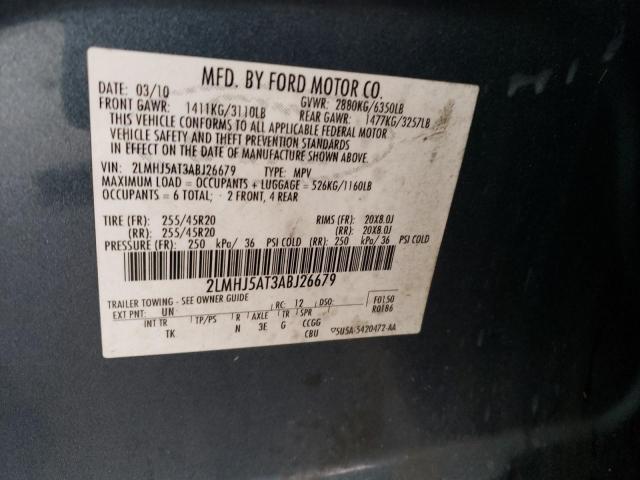 MFD. BY FORD MOTOR CO.
DATE: 03/10 GVWR: 2880KG/6350LB
FRONT GAWR: 1411KG/3110LB REAR GAWR: 1477KG/3257LB
THIS VEHICLE CONFORMS TO ALL APPLICABLE FEDERAL MOTOR
VEHICLE SAFETY AND THEFT PREVENTION STANDARDS
IN EFFECT ON THE DATE OF MANUFACTURE SHOWN ABOVE.
VIN: 2LMHJ5AT3ABJ26679 TYPE: MPV
MAXIMUM LOAD = OCCUPANTS + LUGGAGE = 526KG/1160LB
OCCUPANTS = 6 TOTAL; - 2 FRONT, 4 REAR
TIRE (FR): 255/45R20 RIMS (FR): 20X8.0J
(RR): 255/45R20 (RR): 20X8.0J
PRESSURE (FR): 250 kPa/ 36 PSI COLD (RR): 250 kPa/ 36 PSI COLD
2LMHJ5AT3ABJ26679
TRAILER TOWING - SEE OWNER GUIDE
EXT PNT: UN RC: 12 DSO: F0150
R0186
INT TR TP/PS R AXLE TR SPR
TK N 3E G CCGG
CBU 5U5A-5420472-AA